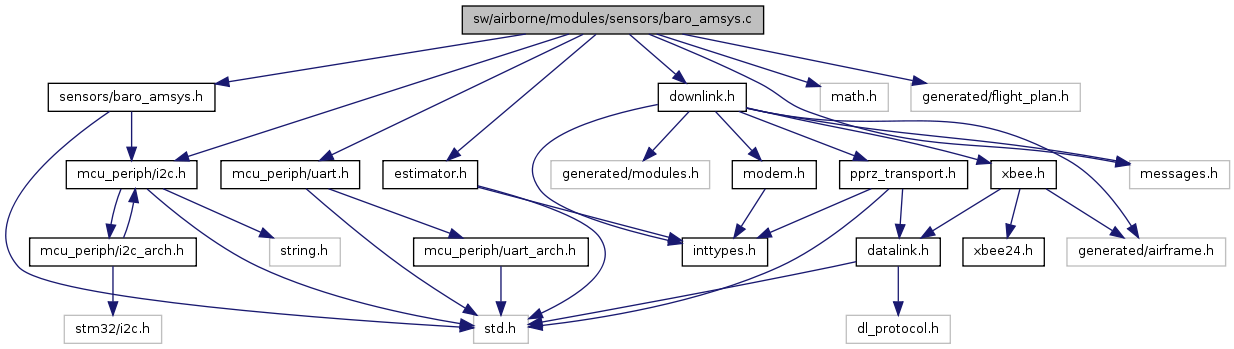 sw/airborne/modules/sensors/baro_amsys.c
sensors/baro_amsys.h
downlink.h
math.h
generated/flight_plan.h
mcu_periph/i2c.h
mcu_periph/uart.h
estimator.h
generated/modules.h
modem.h
pprz_transport.h
xbee.h
messages.h
mcu_periph/i2c_arch.h
string.h
mcu_periph/uart_arch.h
inttypes.h
datalink.h
xbee24.h
generated/airframe.h
stm32/i2c.h
std.h
dl_protocol.h